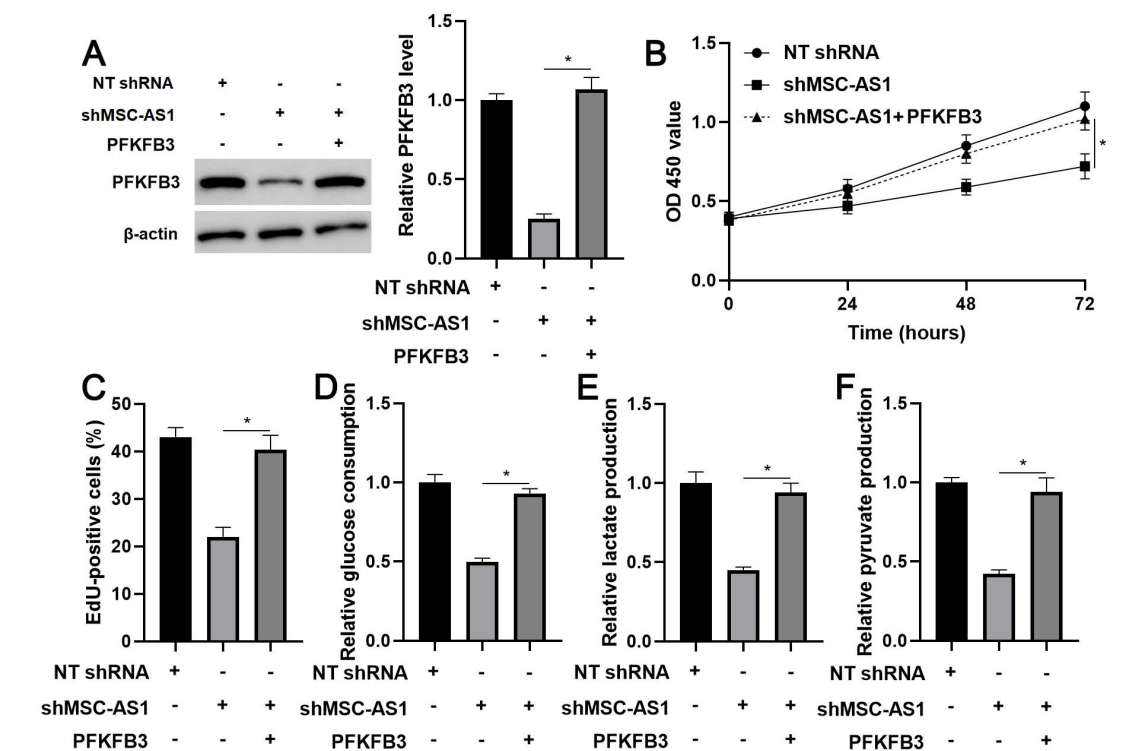 A
NT shRNA + - -
shMSC-AS1 - + +
PFKFB3 - - +
PFKFB3
β-actin
Relative PFKFB3 level
1.5
1.0
0.5
0.0
*
NT shRNA + - -
shMSC-AS1 - + +
PFKFB3 - - +
B
NT shRNA
shMSC-AS1
shMSC-AS1+PFKFB3
OD 450 value
1.5
1.0
0.5
0.0
*
0 24 48 72
Time (hours)
C
EdU-positive cells (%)
50
40
30
20
10
0
*
NT shRNA + - -
shMSC-AS1 - + +
PFKFB3 - - +
D
Relative glucose consumption
1.5
1.0
0.5
0.0
*
NT shRNA + - -
shMSC-AS1 - + +
PFKFB3 - - +
E
Relative lactate production
1.5
1.0
0.5
0.0
*
NT shRNA + - -
shMSC-AS1 - + +
PFKFB3 - - +
F
Relative pyruvate production
1.5
1.0
0.5
0.0
*
NT shRNA + - -
shMSC-AS1 - + +
PFKFB3 - - +